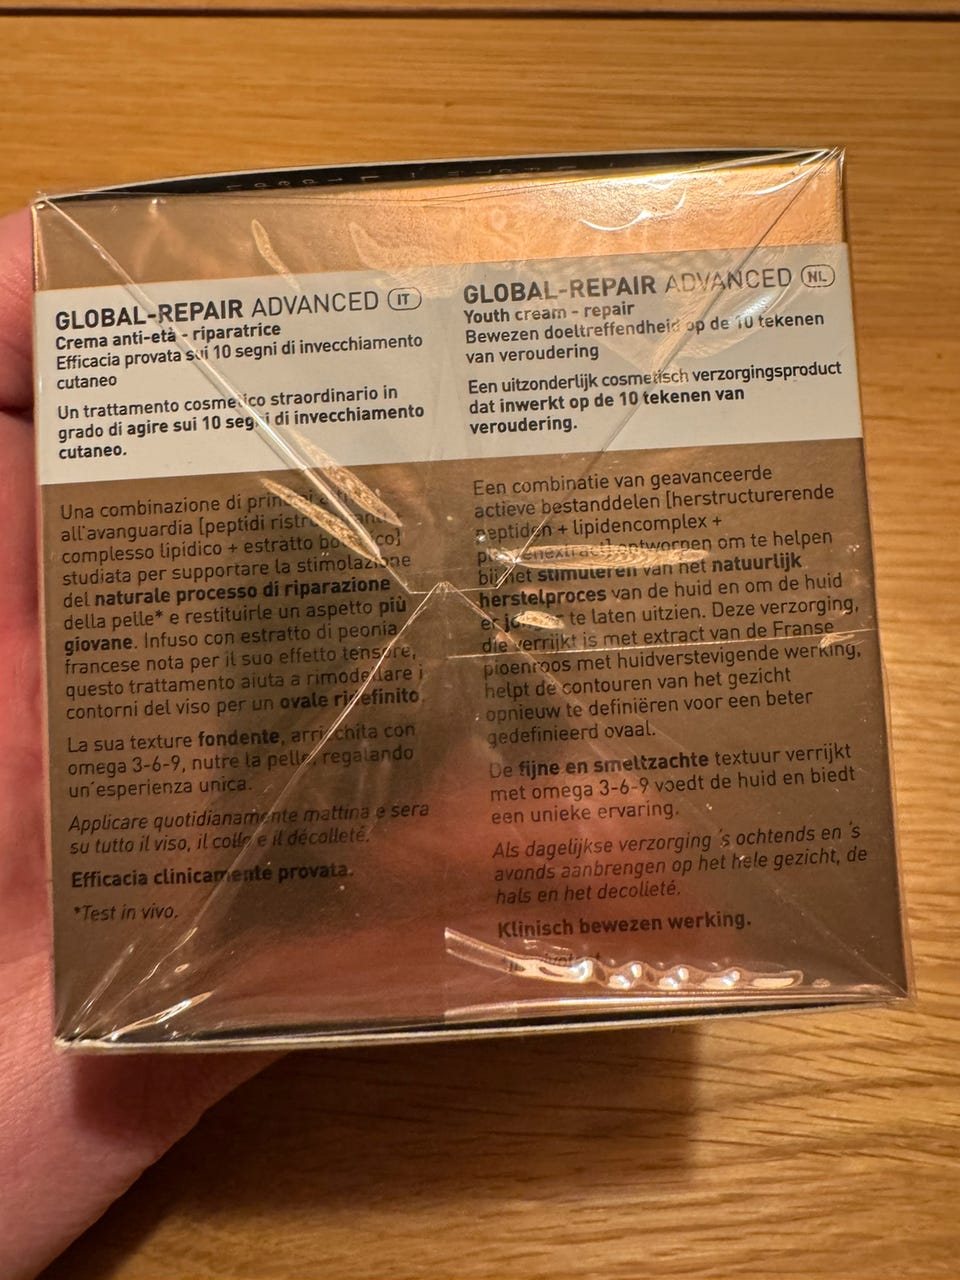 GLOBAL-REPAIR ADVANCED IT
Crema anti-età - riparatrice
Efficacia provata sui 10 segni di invecchiamento
cutaneo
Un trattamento cosmetico straordinario in
grado di agire sui 10 segni di invecchiamento
cutaneo.
Una combinazione di
all'avanguardia [peptidi
complesso lipidico + estratto
studiata per supportare la stimolazione
del naturale processo di riparazione
della pelle* e restituirle un aspetto più
giovane. Infuso con estratto di peonia
francese nota per il suo effetto tensore,
questo trattamento aiuta a rimodellare i
contorni del viso per un ovale ridefinito.
La sua texture fondente, arricchita con
omega 3-6-9, nutre la pelle, regalando
un'esperienza unica.
Applicare quotidianamente mattina e sera
su tutto il viso, il collo e il décolleté.
Efficacia clinicamente provata.
*Test in vivo.
GLOBAL-REPAIR ADVANCED NL
Youth cream - repair
Bewezen doeltreffendheid op de 10 tekenen
van veroudering
Een uitzonderlijk cosmetisch verzorgingsproduct
dat inwerkt op de 10 tekenen van
veroudering.
Een combinatie van geavanceerde
actieve bestanddelen [herstructurerende
peptiden + lipidencomplex +
ontworpen om te helpen
bij het stimuleren van het natuurlijk
herstelproces van de huid en om de huid
er te laten uitzien. Deze verzorging,
die verrijkt is met extract van de Franse
pioenroos met huidverstevigende werking,
helpt de contouren van het gezicht
opnieuw te definiëren voor een beter
gedefinieerd ovaal.
De fijne en smeltzachte textuur verrijkt
met omega 3-6-9 voedt de huid en biedt
een unieke ervaring.
Als dagelijkse verzorging 's ochtends en 's
avonds aanbrengen op het hele gezicht, de
hals en het decolleté.
Klinisch bewezen werking.